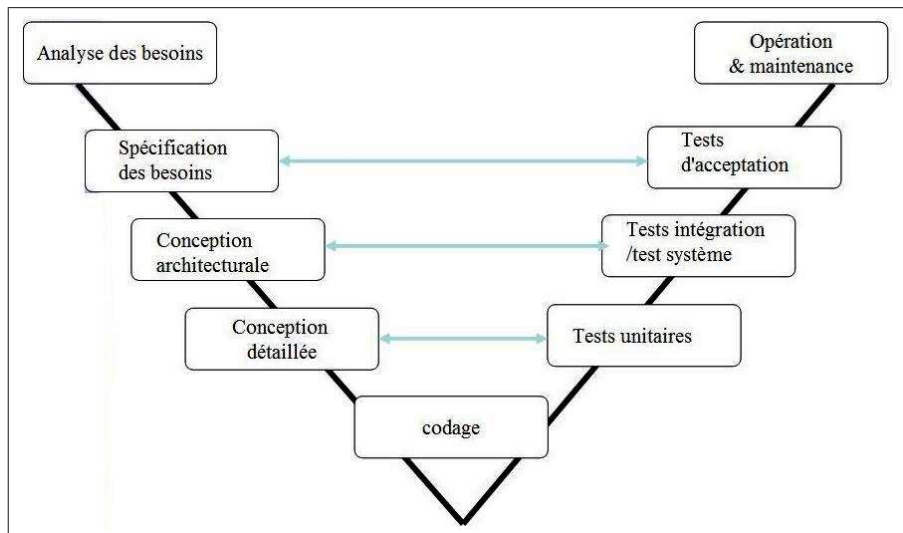 Analyse des besoins
Opération
& maintenance
Spécification
des besoins
Tests
d'acceptation
Conception
architecturale
Tests intégration
/test système
Conception
détaillée
Tests unitaires
codage